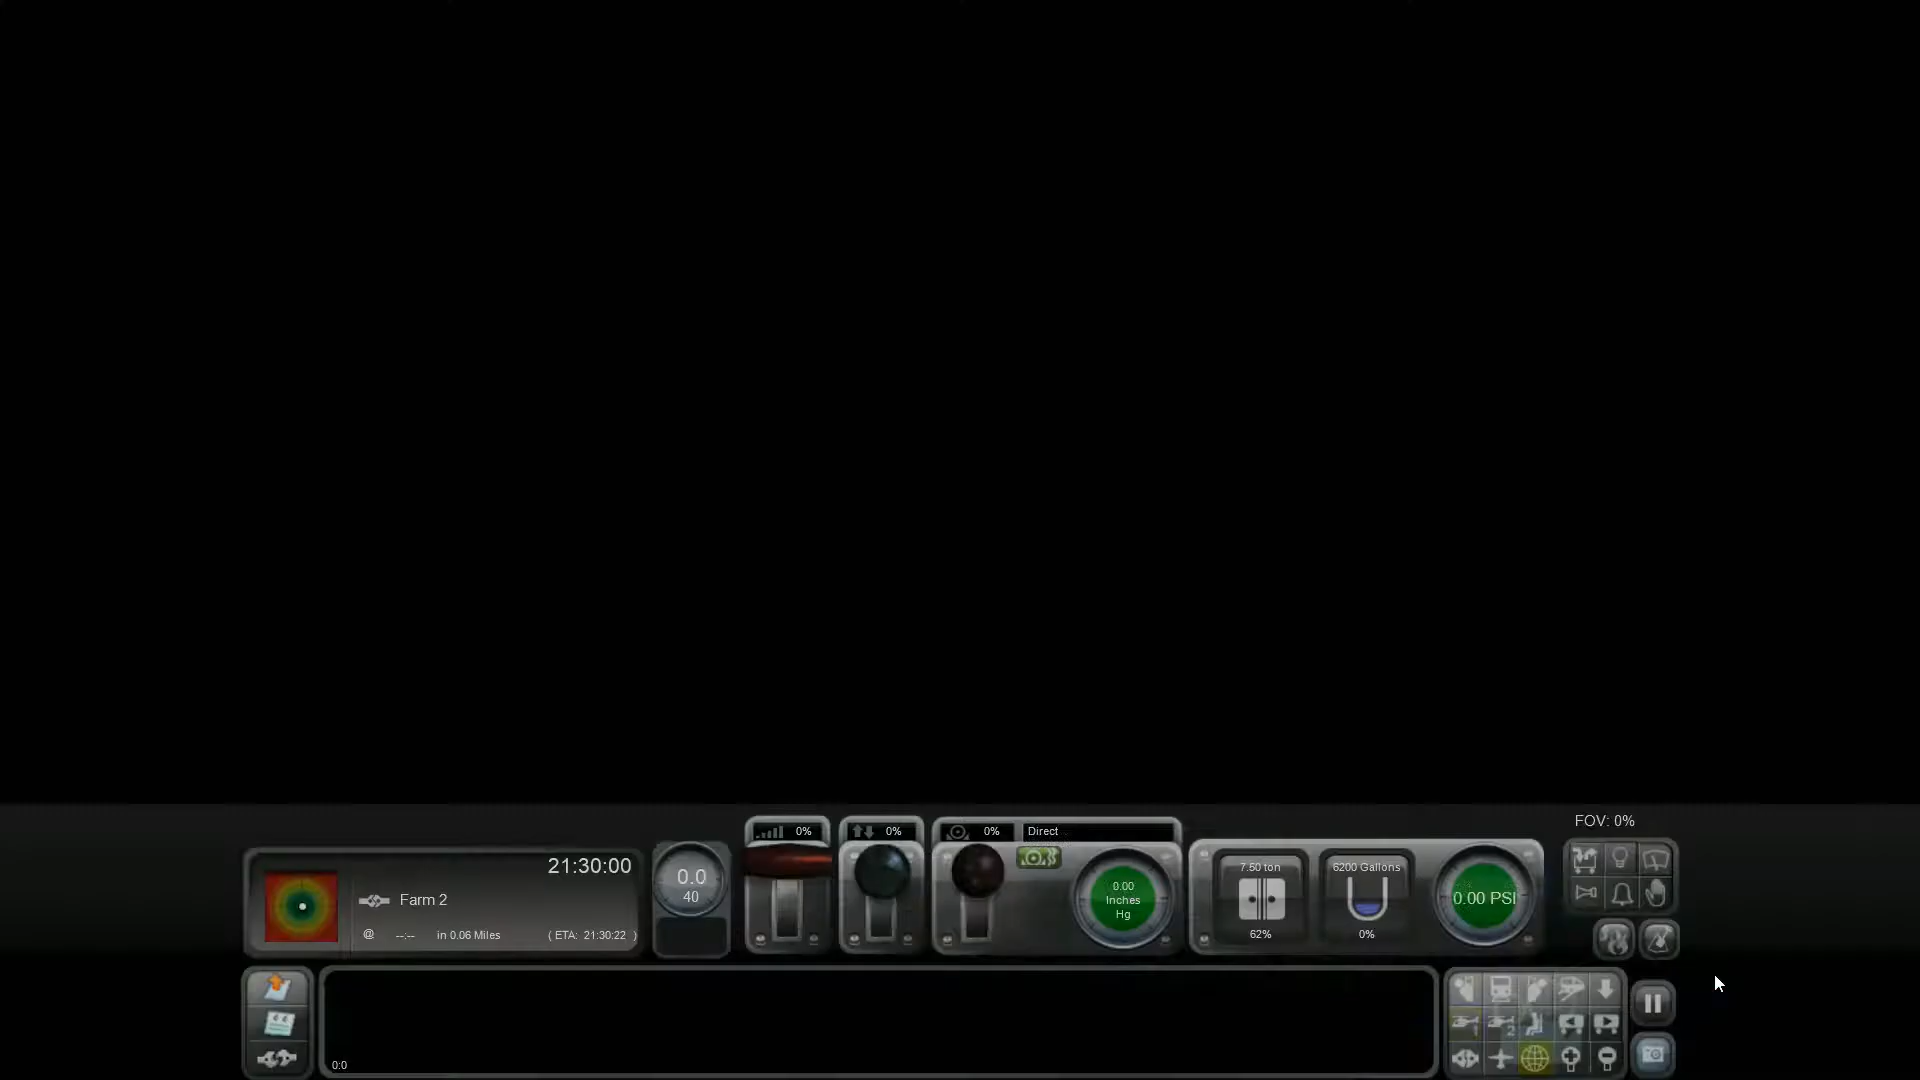 FOV: 0%
0%
0%
0%
Direct
21:30:00
Farm 2
@ --:-- in 0.06 Miles ( ETA: 21:30:22 )
0.0
40
0.00
Inches
Hg
7.50 ton
62%
6200 Gallons
0%
0.00 PSI
1
2
0:0